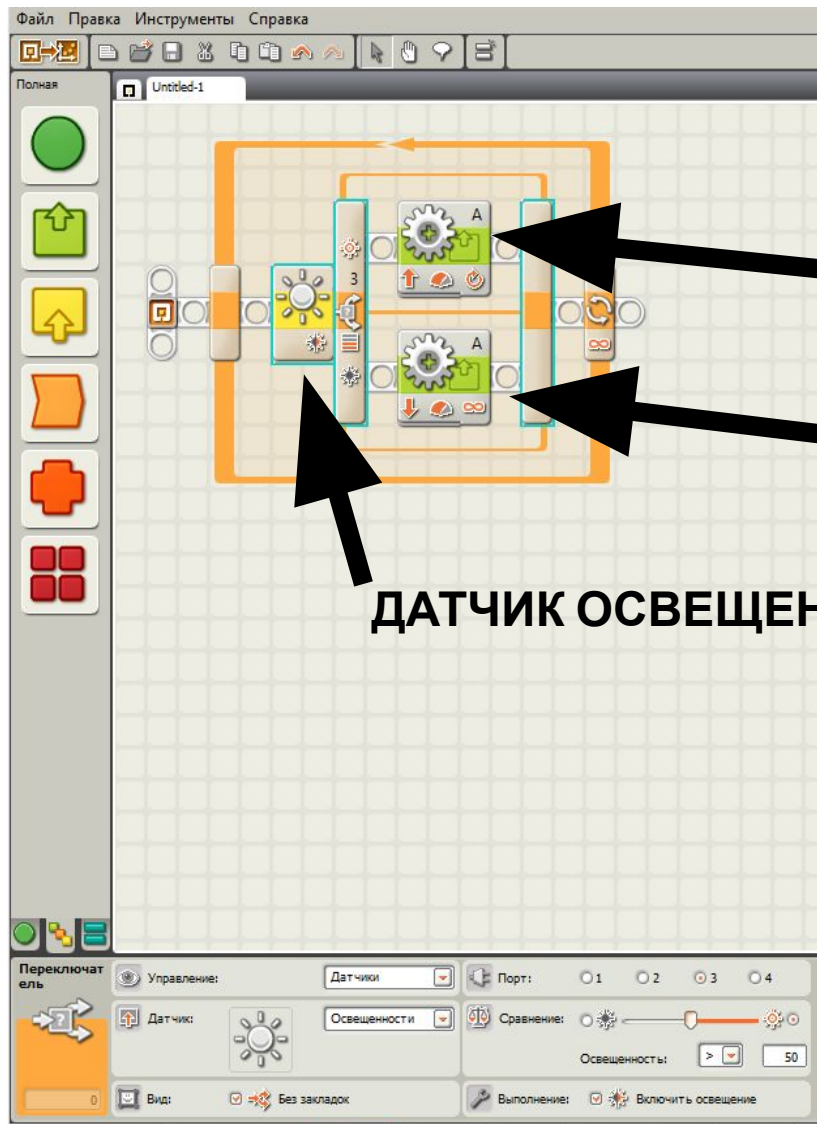 Файл Правка Инструменты Справка
Полная
Untitled-1
A
3
A
ДАТЧИК ОСВЕЩЕН
Переключат
ель
Управление: Датчики
Порт: 1 2 3 4
Датчик: Освещенности
Сравнение:
Освещенность: > 50
0
Вид: Без закладок
Выполнение: Включить освещение